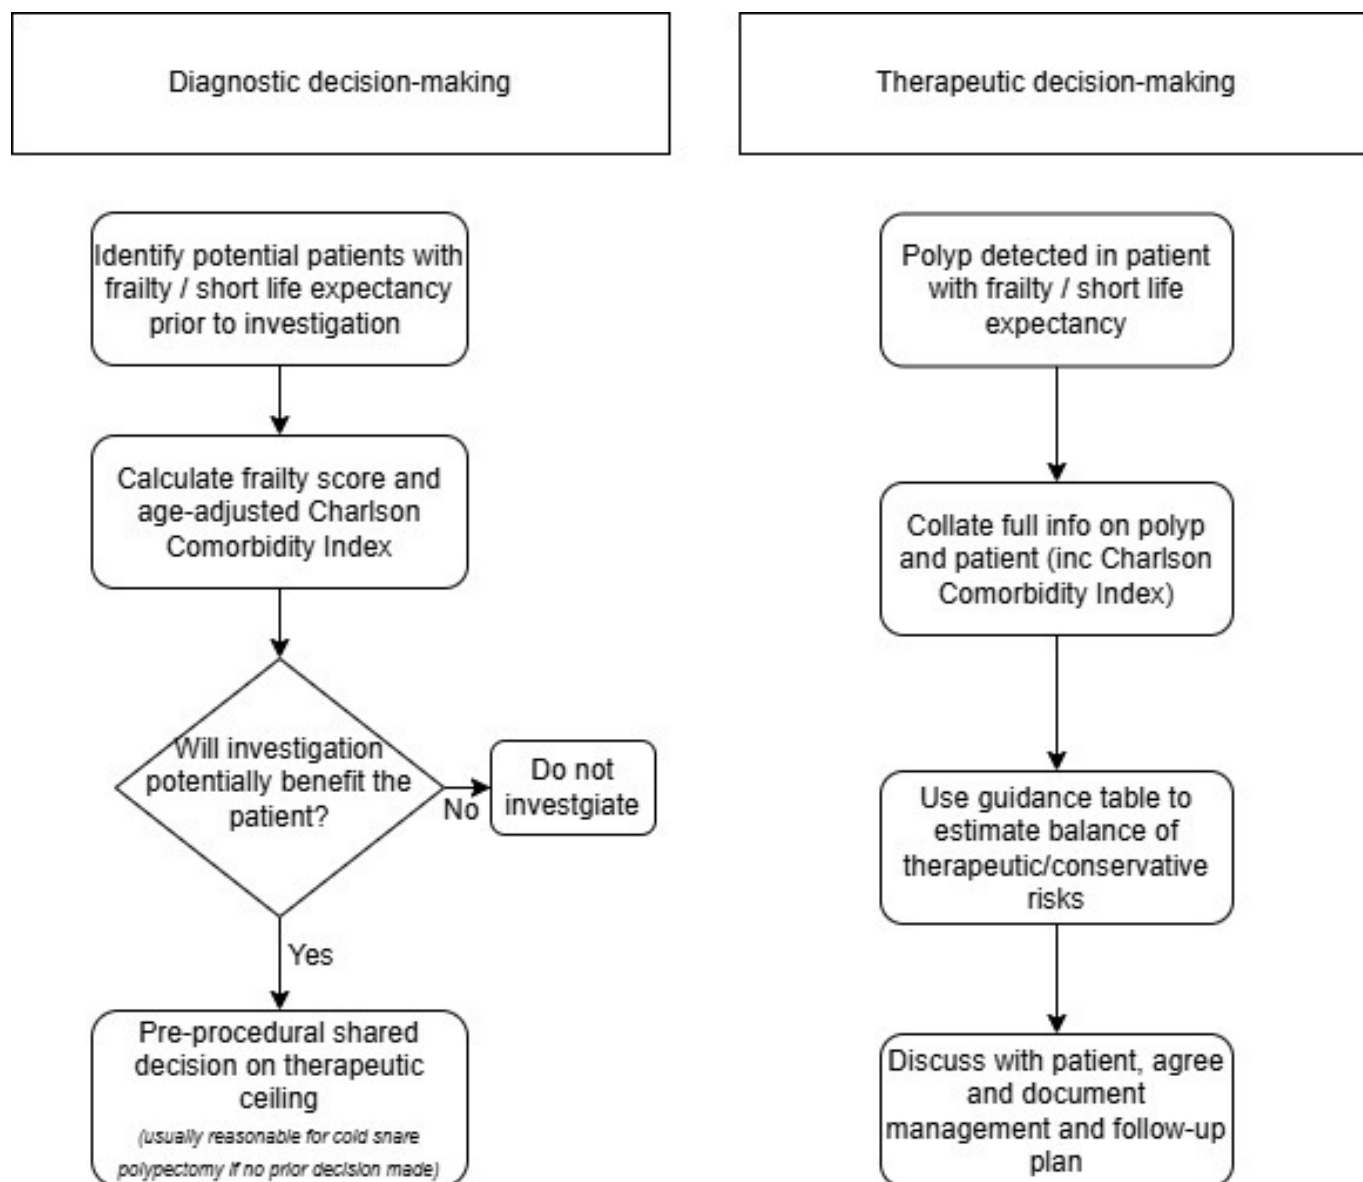 Diagnostic decision-making
Identify potential patients with
frailty / short life expectancy
prior to investigation
Calculate frailty score and
age-adjusted Charlson
Comorbidity Index
Will investigation
potentially benefit the
patient?
No
Do not
investgiate
Yes
Pre-procedural shared
decision on therapeutic
ceiling
(usually reasonable for cold snare
polypectomy if no prior decision made)
Therapeutic decision-making
Polyp detected in patient
with frailty / short life
expectancy
Collate full info on polyp
and patient (inc Charlson
Comorbidity Index)
Use guidance table to
estimate balance of
therapeutic/conservative
risks
Discuss with patient, agree
and document
management and follow-up
plan